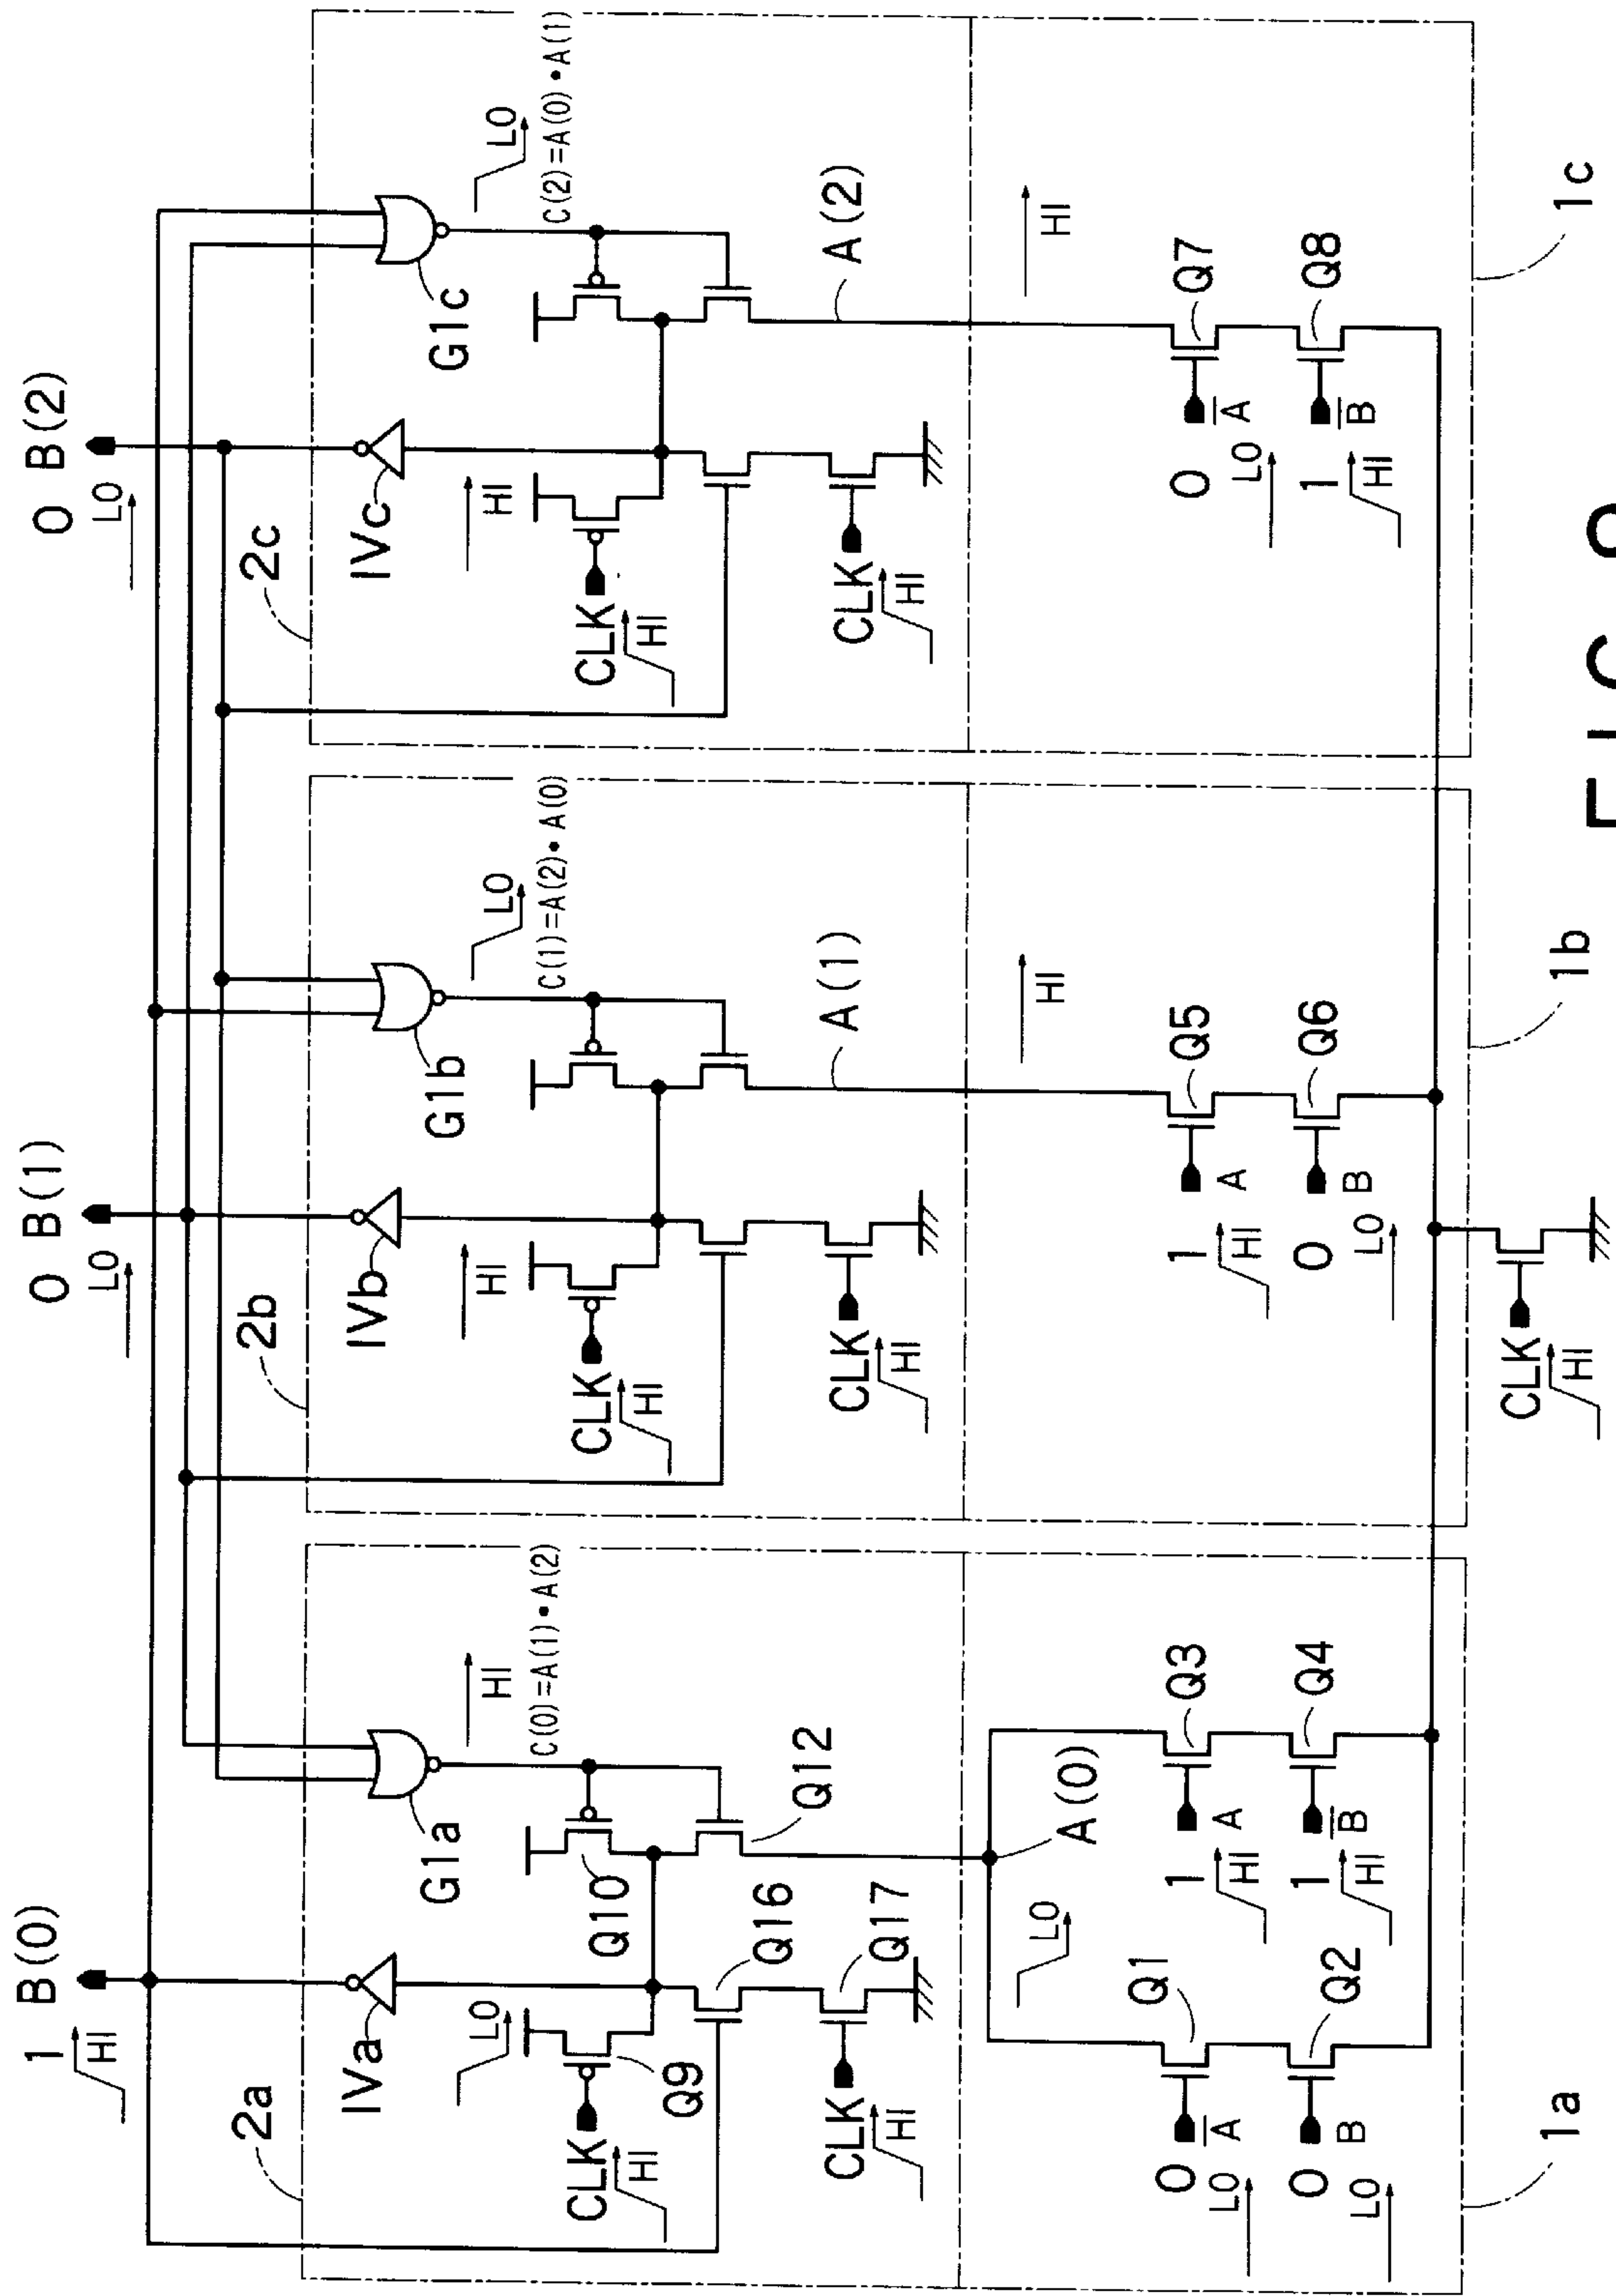 1 B(0)
HI
0 B(1)
LO
0 B(2)
LO
2a
IVa
LO
CLK
HI
Q9
Q16
CLK
HI
Q17
G1a
HI
C(0)=A(1)•A(2)
Q10
Q12
2b
IVb
HI
CLK
HI
CLK
HI
G1b
LO
C(1)=A(2)•A(0)
A(1)
HI
2c
IVc
HI
CLK
HI
CLK
HI
G1c
LO
C(2)=A(0)•A(1)
A(2)
HI
LO
A(0)
Q1
0 A̅
LO
Q2
0 B
LO
Q3
1 A
HI
Q4
1 B̅
HI
1a
Q5
1 A
HI
Q6
0 B
LO
1b
CLK
HI
Q7
0 A̅
LO
Q8
1 B̅
HI
1c